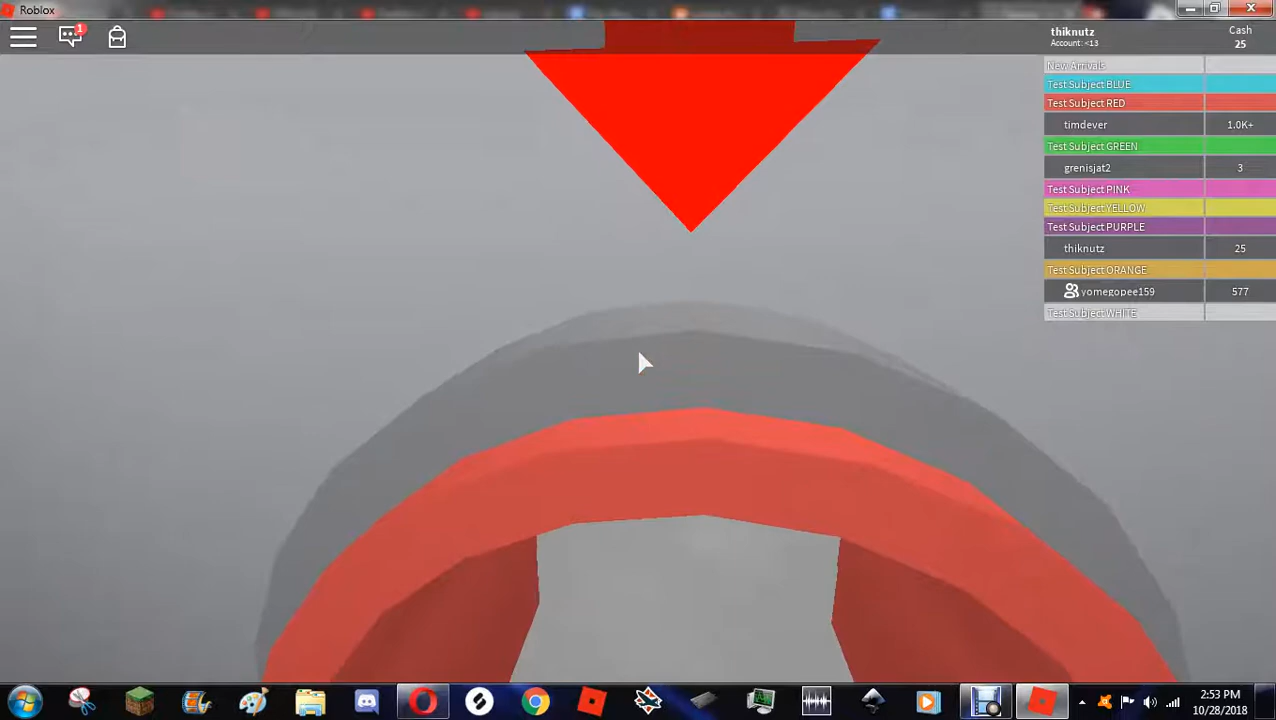 Roblox
1
thiknutz
Account: <13
Cash
25
New Arrivals
Test Subject BLUE
Test Subject RED
timdever 1.0K+
Test Subject GREEN
grenisjat2 3
Test Subject PINK
Test Subject YELLOW
Test Subject PURPLE
thiknutz 25
Test Subject ORANGE
yomegopee159 577
Test Subject WHITE
2:53 PM
10/28/2018